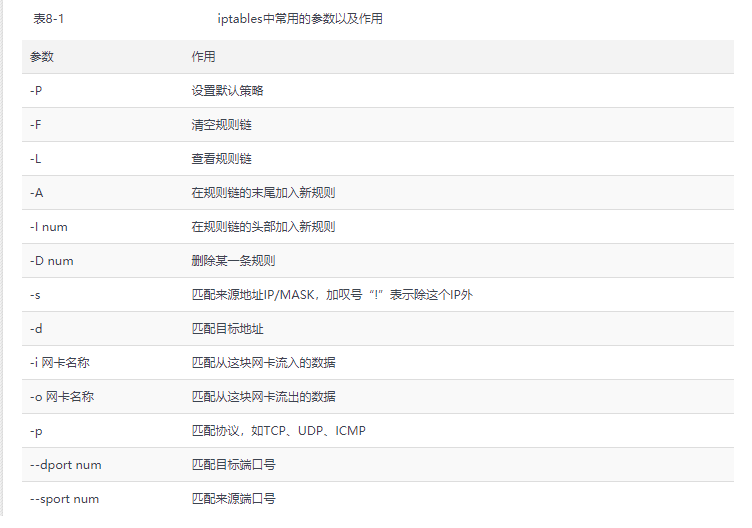 表8-1 iptables中常用的参数以及作用
参数 作用
-P 设置默认策略
-F 清空规则链
-L 查看规则链
-A 在规则链的末尾加入新规则
-I num 在规则链的头部加入新规则
-D num 删除某一条规则
-s 匹配来源地址IP/MASK，加叹号“!”表示除这个IP外
-d 匹配目标地址
-i 网卡名称 匹配从这块网卡流入的数据
-o 网卡名称 匹配从这块网卡流出的数据
-p 匹配协议，如TCP、UDP、ICMP
--dport num 匹配目标端口号
--sport num 匹配来源端口号